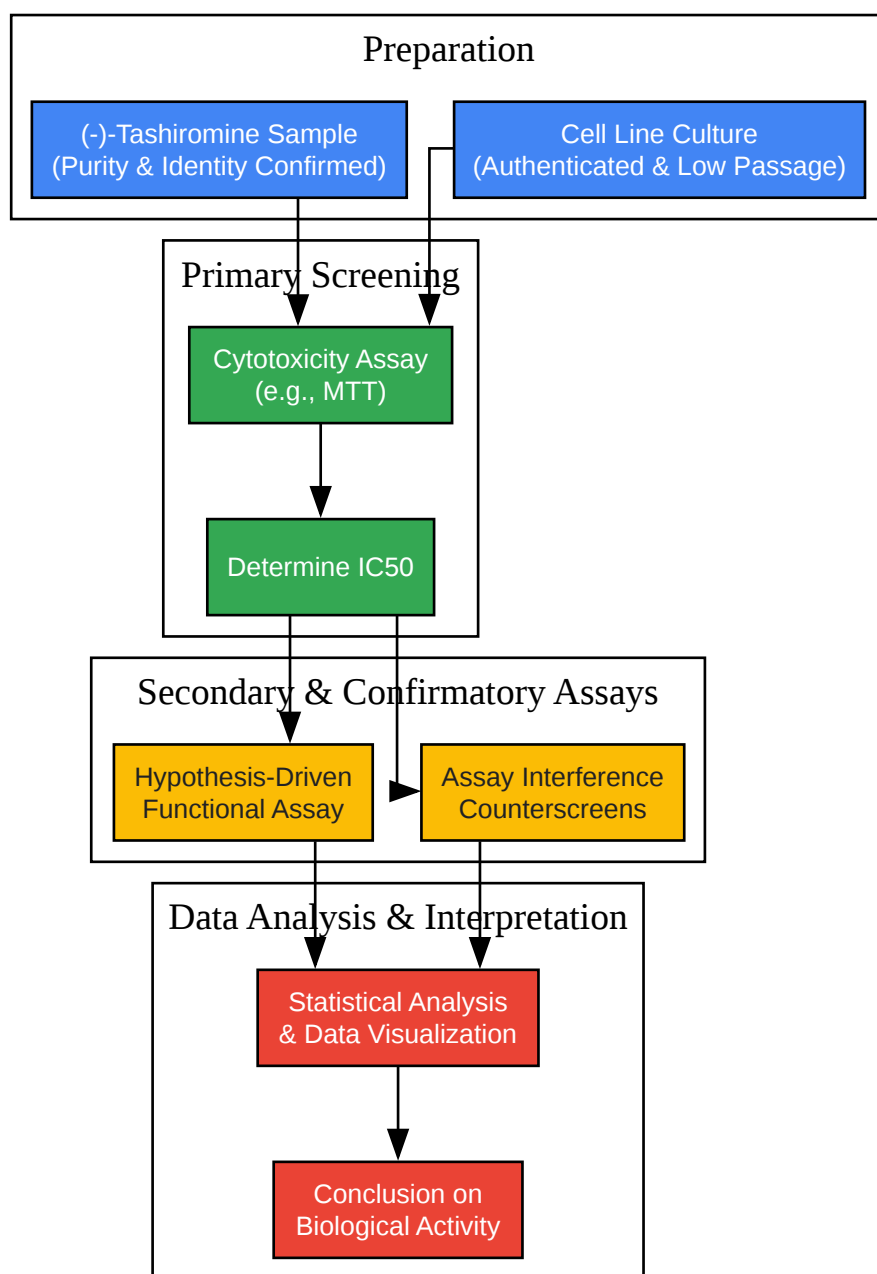 Preparation
(-)-Tashiromine Sample
(Purity & Identity Confirmed)
Cell Line Culture
(Authenticated & Low Passage)
Primary Screening
Cytotoxicity Assay
(e.g., MTT)
Determine IC50
Secondary & Confirmatory Assays
Hypothesis-Driven
Functional Assay
Assay Interference
Counterscreens
Data Analysis & Interpretation
Statistical Analysis
& Data Visualization
Conclusion on
Biological Activity